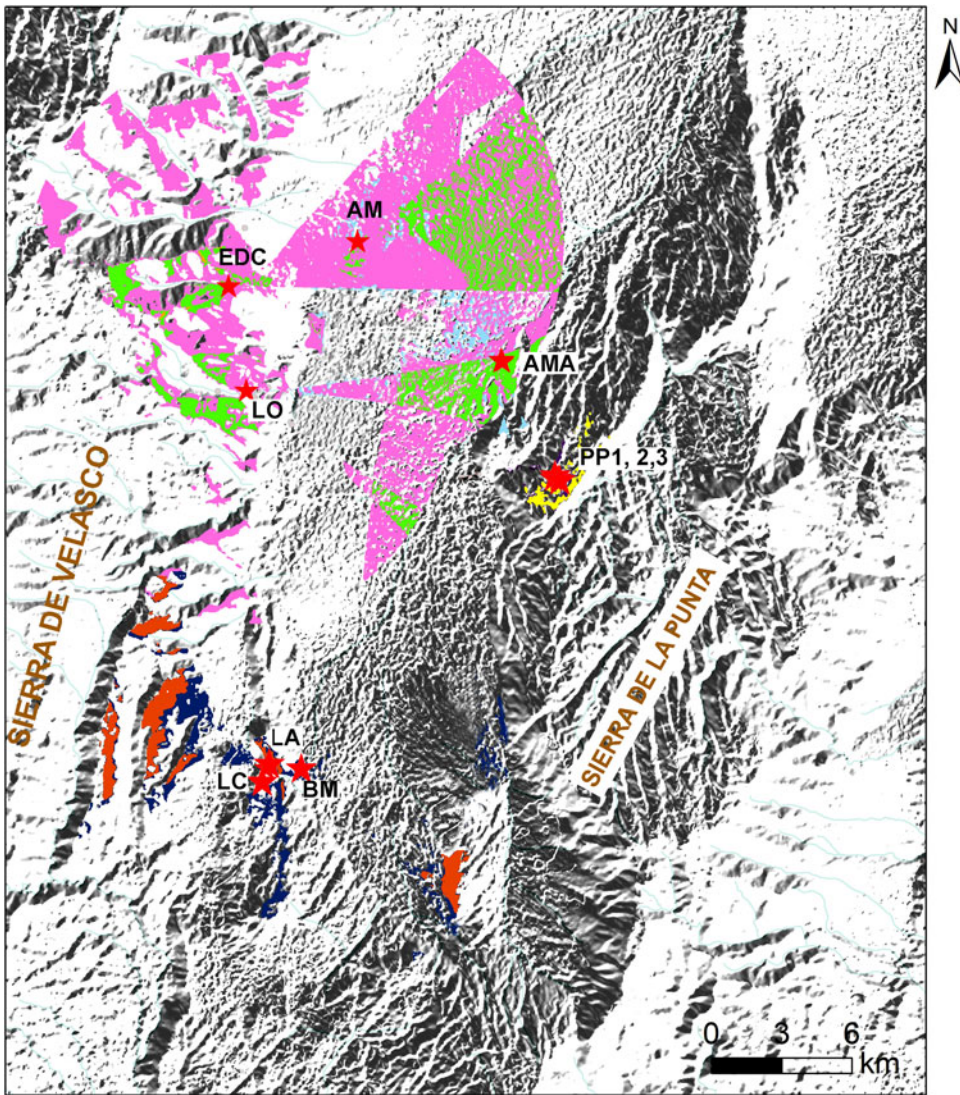 N
AM
EDC
AMA
LO
PP1, 2,3
SIERRA DE VELASCO
SIERRA DE LA PUNTA
LA
LC
BM
0 3 6
km